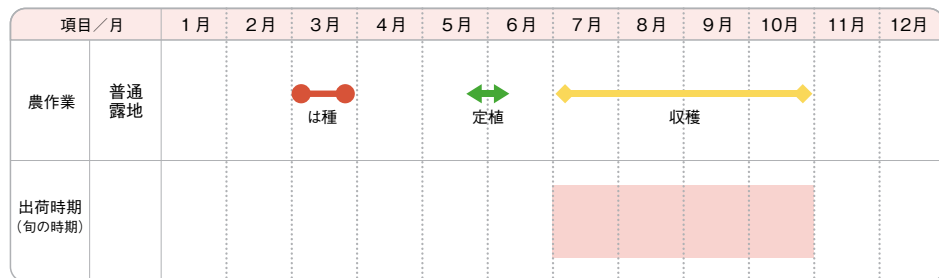 項目／月 1月 2月 3月 4月 5月 6月 7月 8月 9月 10月 11月 12月
農作業
普通
露地
は種 定植 収穫
出荷時期
（旬の時期）